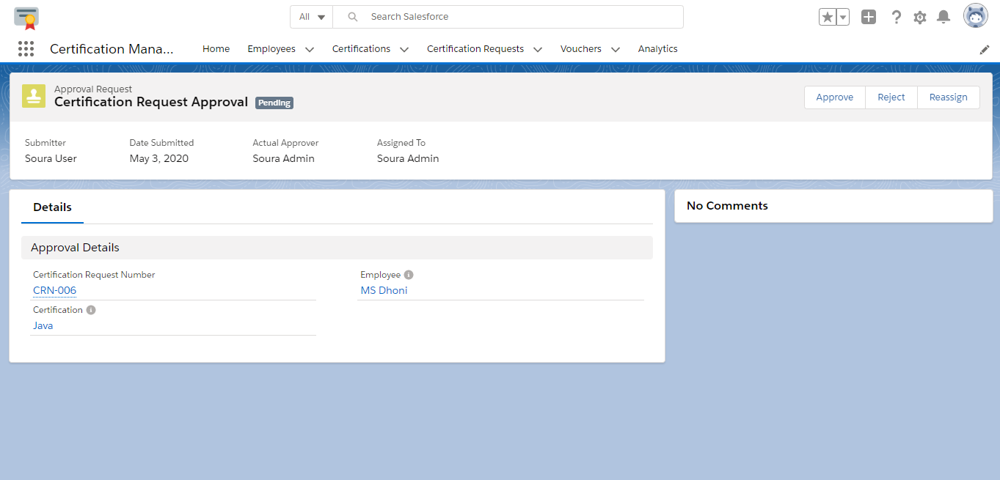 All Search Salesforce
Certification Mana... Home Employees Certifications Certification Requests Vouchers Analytics
Approval Request
Certification Request Approval Pending
Approve Reject Reassign
Submitter Date Submitted Actual Approver Assigned To
Soura User May 3, 2020 Soura Admin Soura Admin
Details
No Comments
Approval Details
Certification Request Number Employee
CRN-006 MS Dhoni
Certification
Java